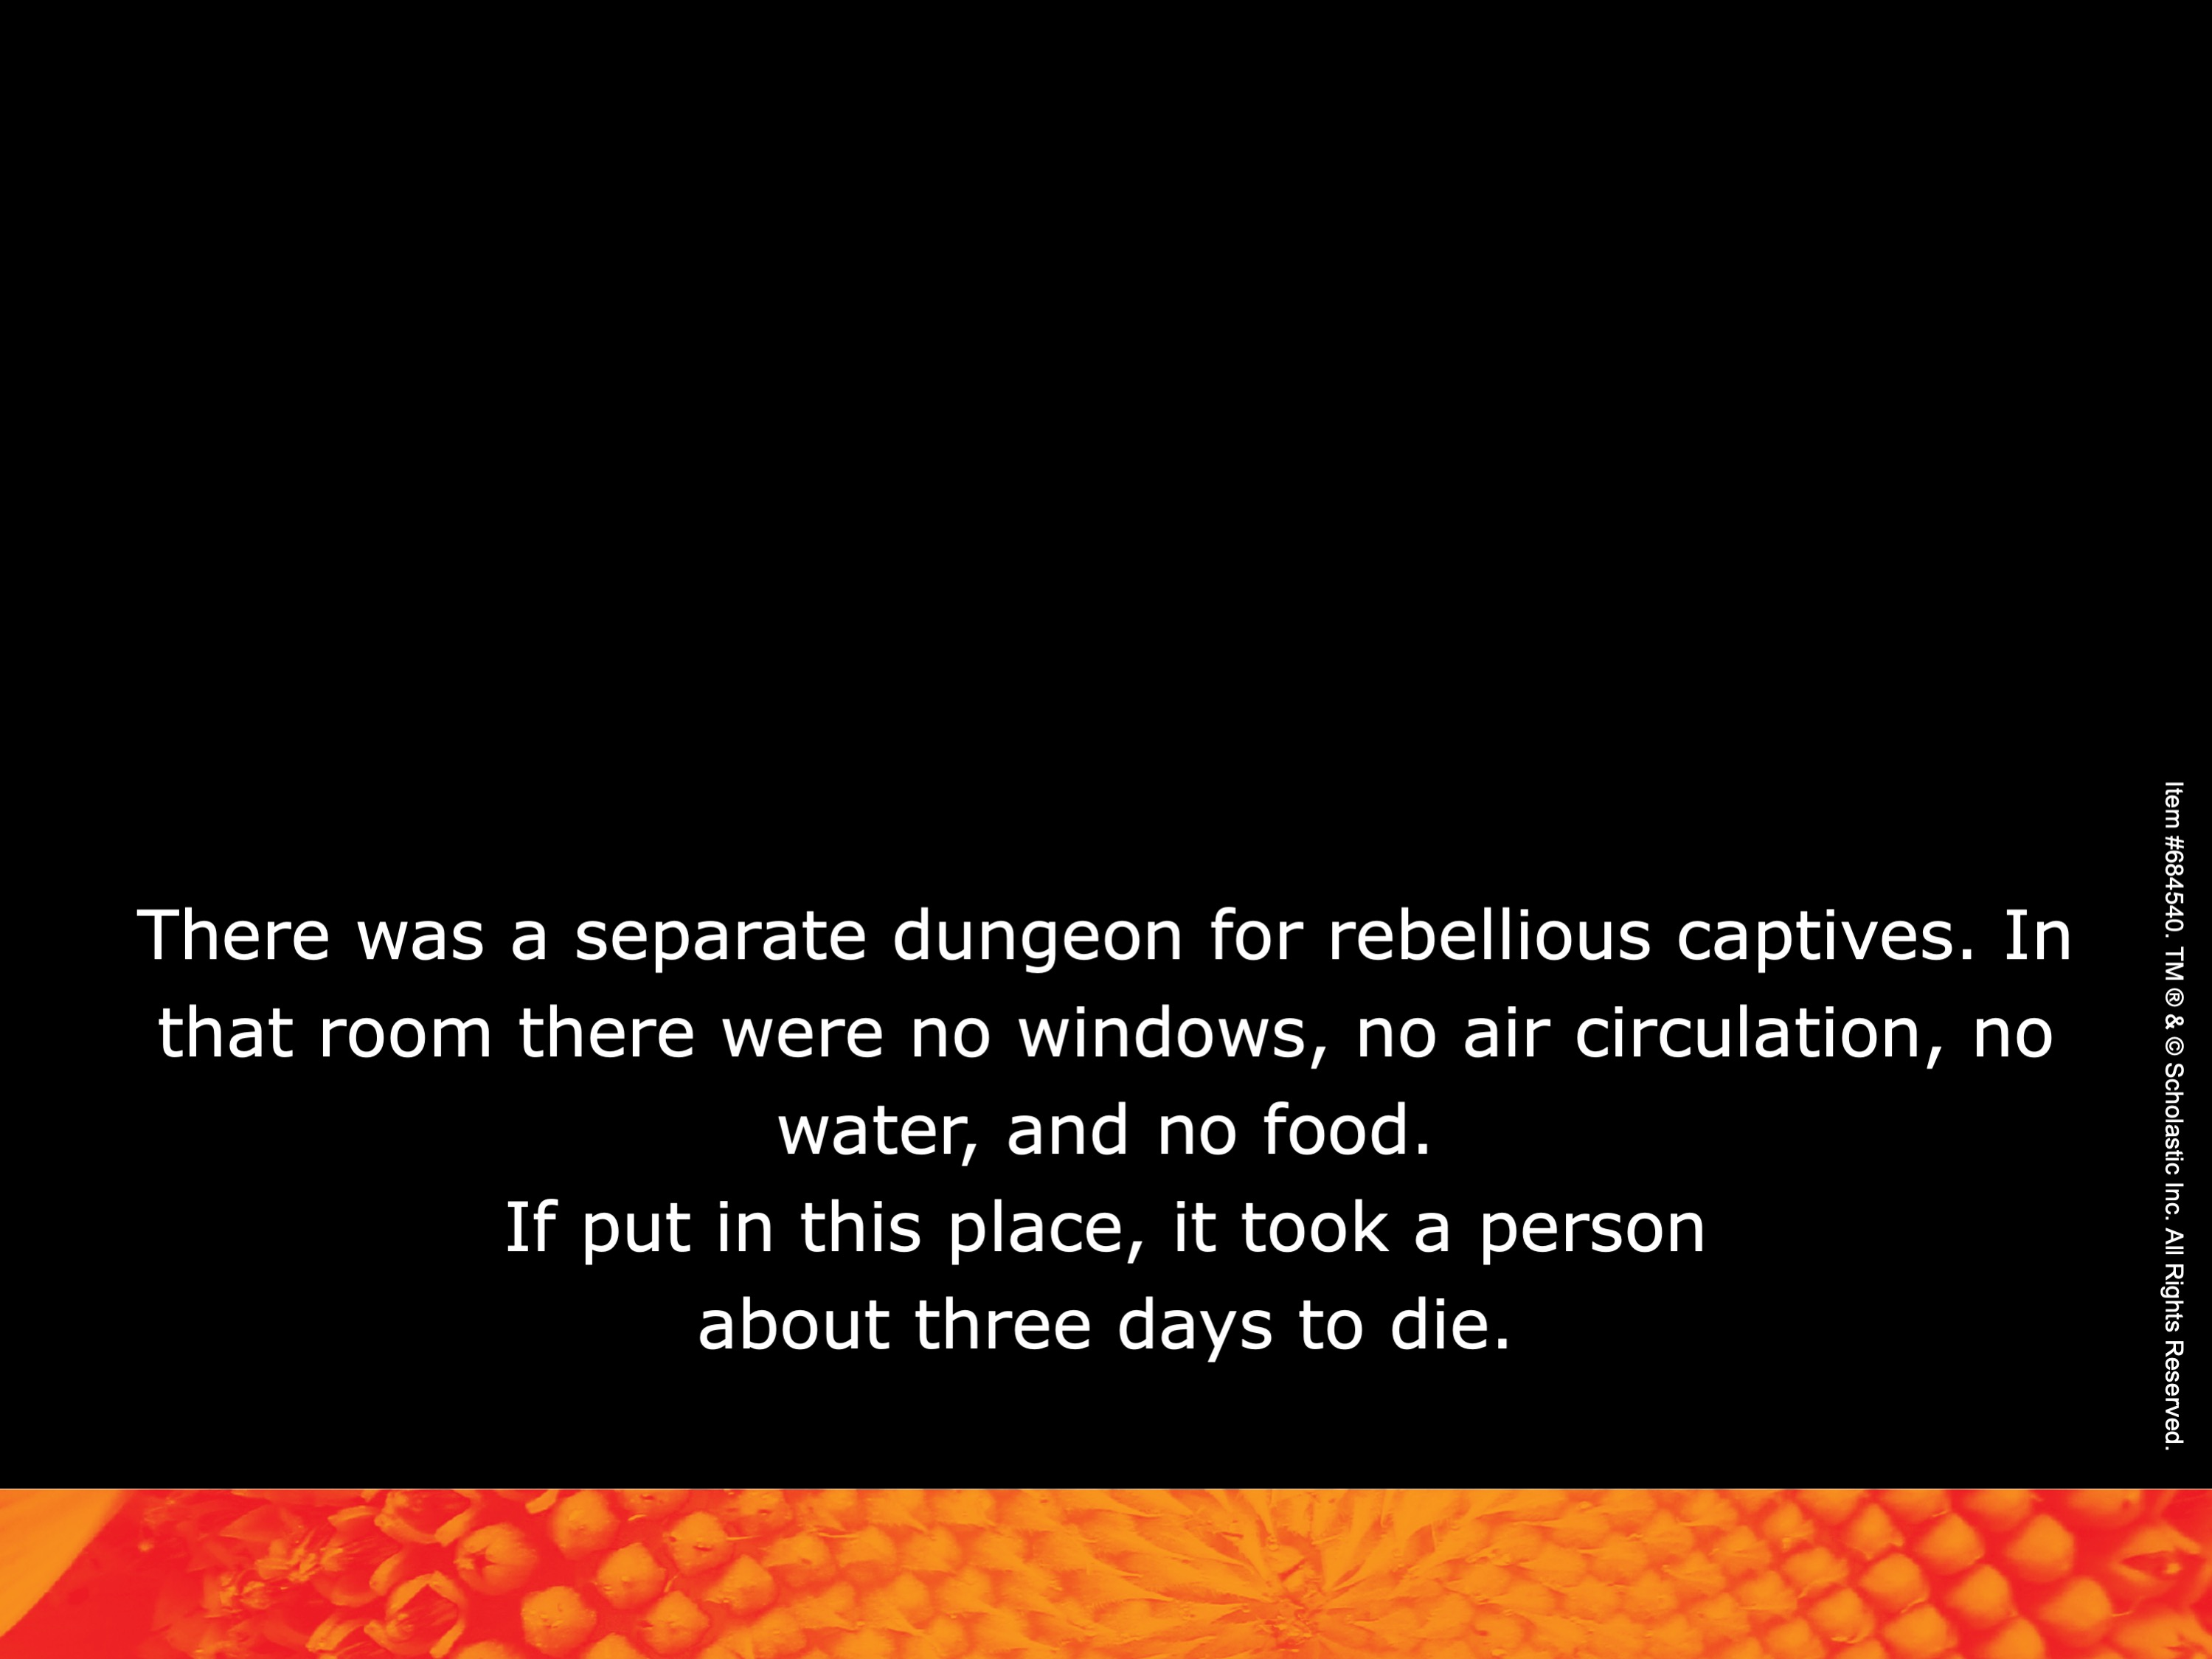 There was a separate dungeon for rebellious captives. In
that room there were no windows, no air circulation, no
water, and no food.
If put in this place, it took a person
about three days to die.
Item #684540. TM ® & © Scholastic Inc. All Rights Reserved.